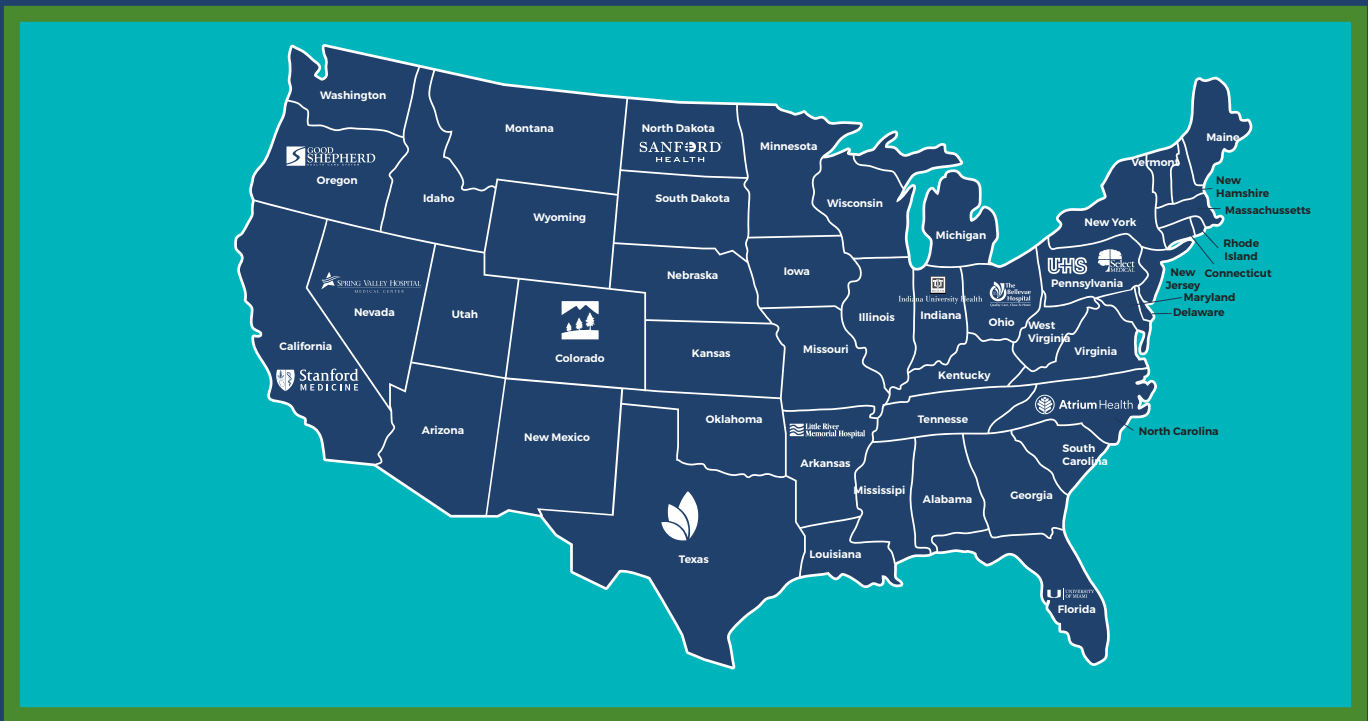 Washington
Montana
North Dakota
SANFORD
HEALTH
Minnesota
Maine
GOOD
SHEPHERD
HEALTH CARE SYSTEM
Oregon
Idaho
Wyoming
South Dakota
Wisconsin
Michigan
Vermont
New
Hamshire
Massachussetts
New York
Rhode
Island
Connecticut
New
Jersey
Maryland
Delaware
UHS
Select
MEDICAL
Pennsylvania
SPRING VALLEY HOSPITAL
MEDICAL CENTER
Nevada
Utah
Colorado
Nebraska
Iowa
Illinois
Indiana University Health
Indiana
The
Bellevue
Hospital
Ohio
West
Virginia
Virginia
California
Stanford
MEDICINE
Kansas
Missouri
Kentucky
Arizona
New Mexico
Oklahoma
Little River
Memorial Hospital
Arkansas
Tennesse
Atrium Health
North Carolina
South
Carolina
Mississipi
Alabama
Georgia
Texas
Louisiana
U
UNIVERSITY
OF MIAMI
Florida